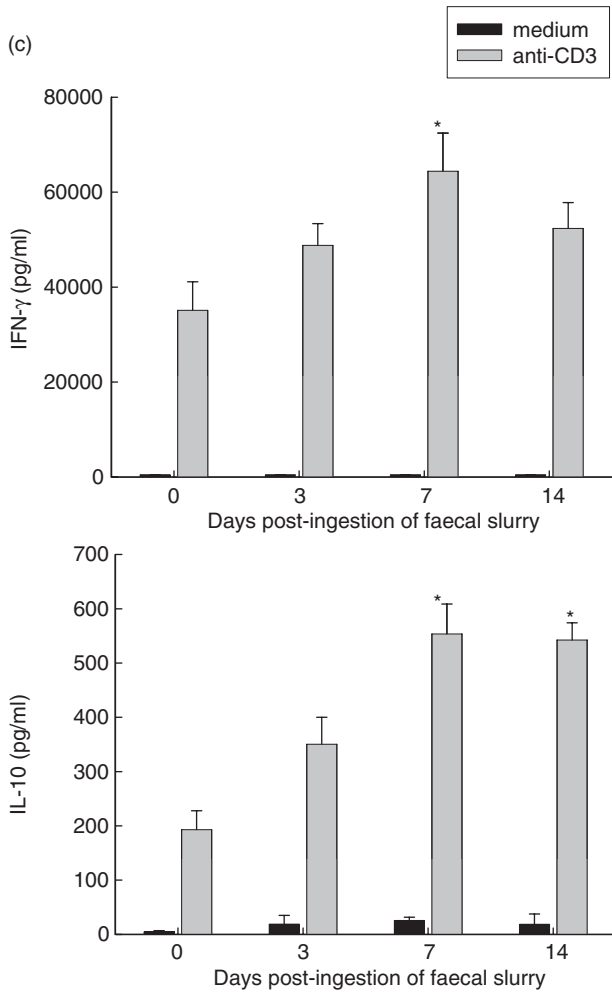 (c)
medium
anti-CD3
80000
60000
40000
20000
0
IFN-γ (pg/ml)
*
0 3 7 14
Days post-ingestion of faecal slurry
700
600
500
400
300
200
100
0
IL-10 (pg/ml)
* *
0 3 7 14
Days post-ingestion of faecal slurry